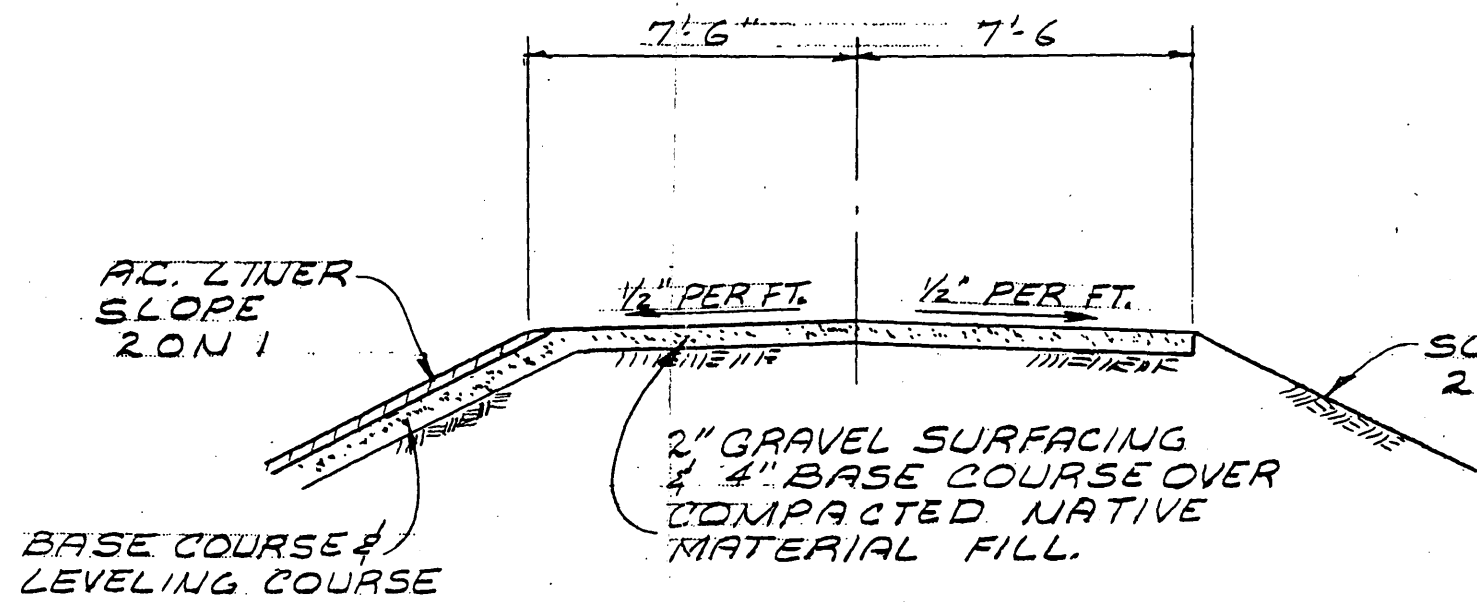 7'-6"
7'-6
A.C. LINER
SLOPE
2 ON 1
1/2" PER FT.
1/2" PER FT.
2
2" GRAVEL SURFACING
& 4" BASE COURSE OVER
COMPACTED NATIVE
MATERIAL FILL.
BASE COURSE &
LEVELING COURSE